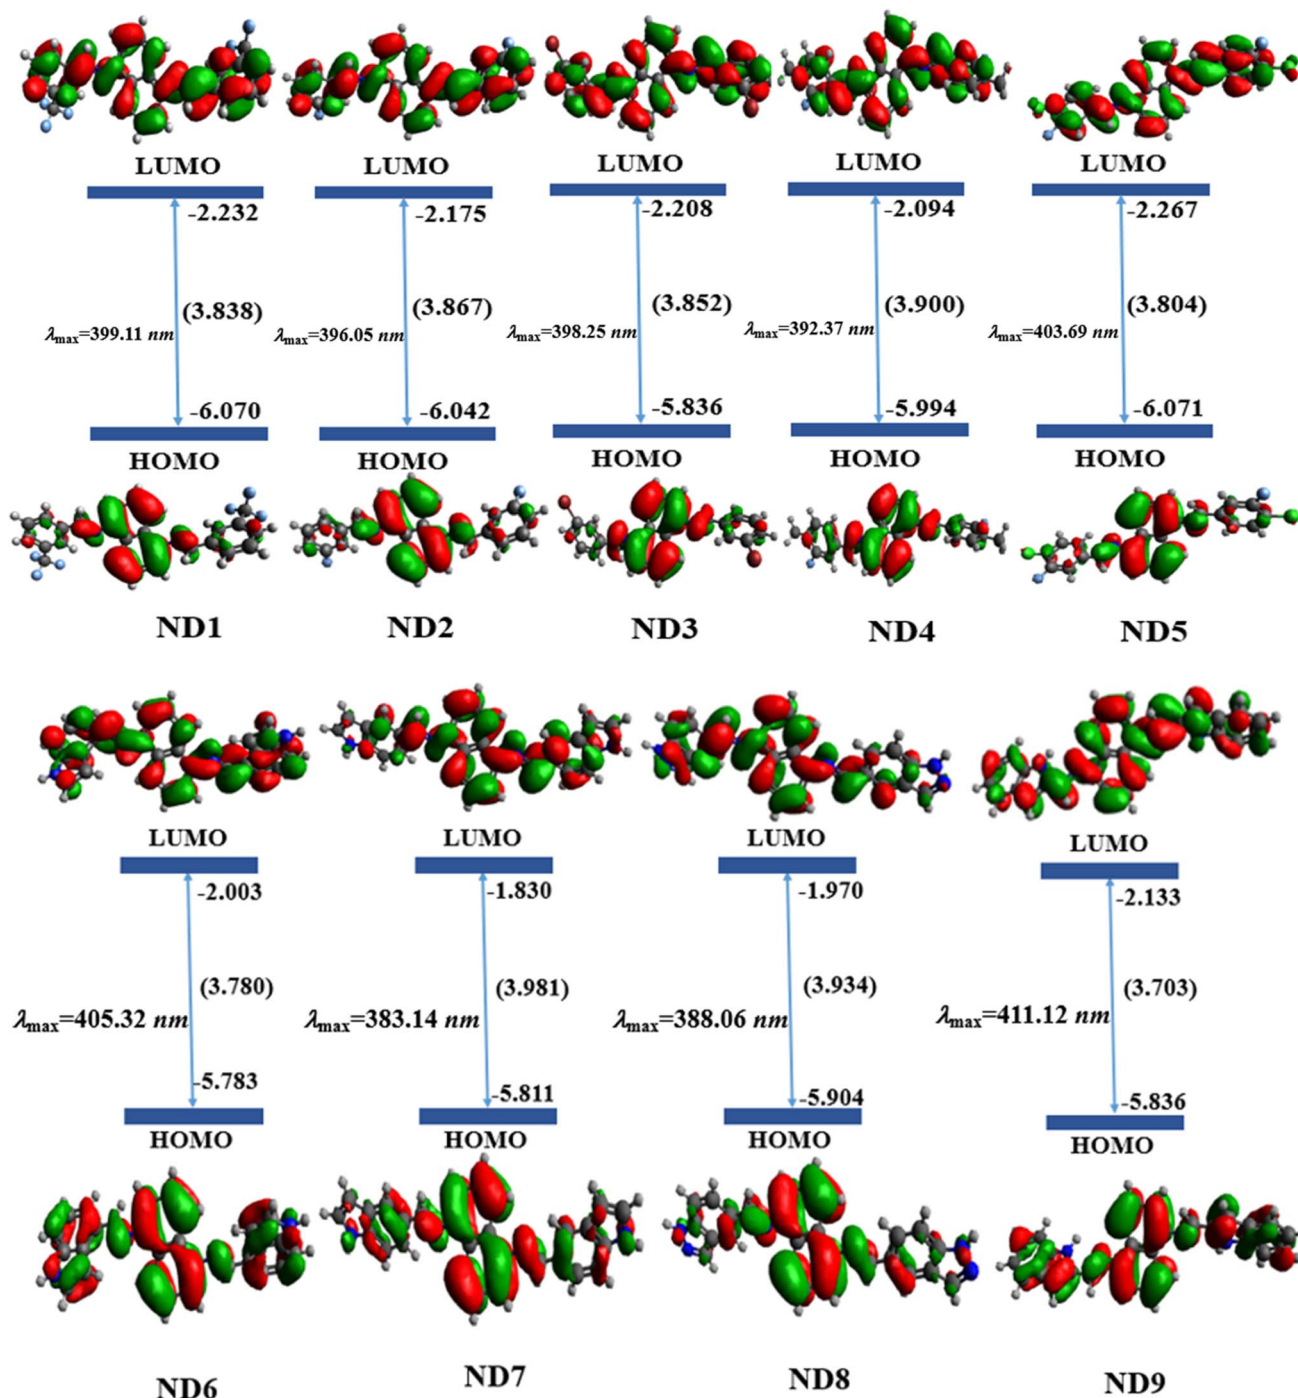 LUMO LUMO LUMO LUMO LUMO
-2.232 -2.175 -2.208 -2.094 -2.267
(3.838) (3.867) (3.852) (3.900) (3.804)
λmax=399.11 nm λmax=396.05 nm λmax=398.25 nm λmax=392.37 nm λmax=403.69 nm
-6.070 -6.042 -5.836 -5.994 -6.071
HOMO HOMO HOMO HOMO HOMO
ND1 ND2 ND3 ND4 ND5
LUMO LUMO LUMO LUMO
-2.003 -1.830 -1.970 -2.133
(3.780) (3.981) (3.934) (3.703)
λmax=405.32 nm λmax=383.14 nm λmax=388.06 nm λmax=411.12 nm
-5.783 -5.811 -5.904 -5.836
HOMO HOMO HOMO HOMO
ND6 ND7 ND8 ND9